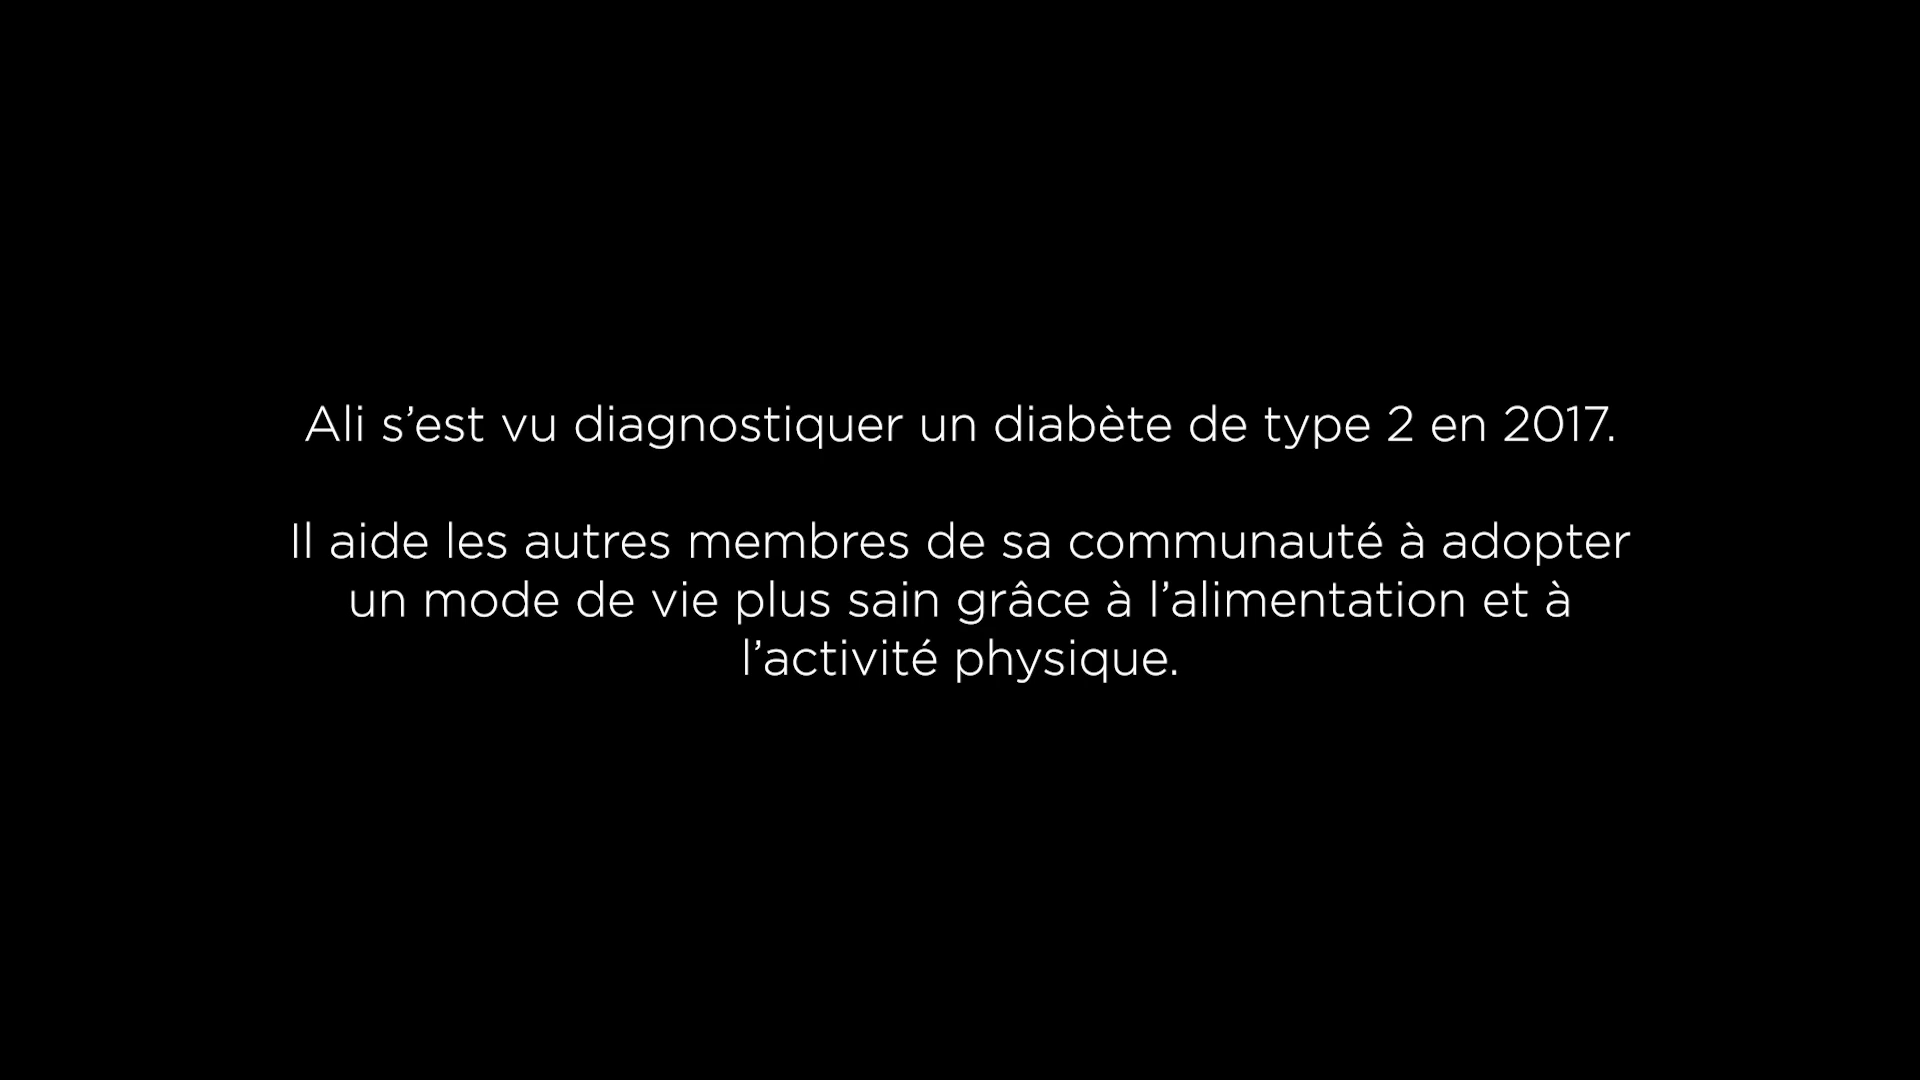 Ali s’est vu diagnostiquer un diabète de type 2 en 2017.
Il aide les autres membres de sa communauté à adopter
un mode de vie plus sain grâce à l’alimentation et à
l’activité physique.